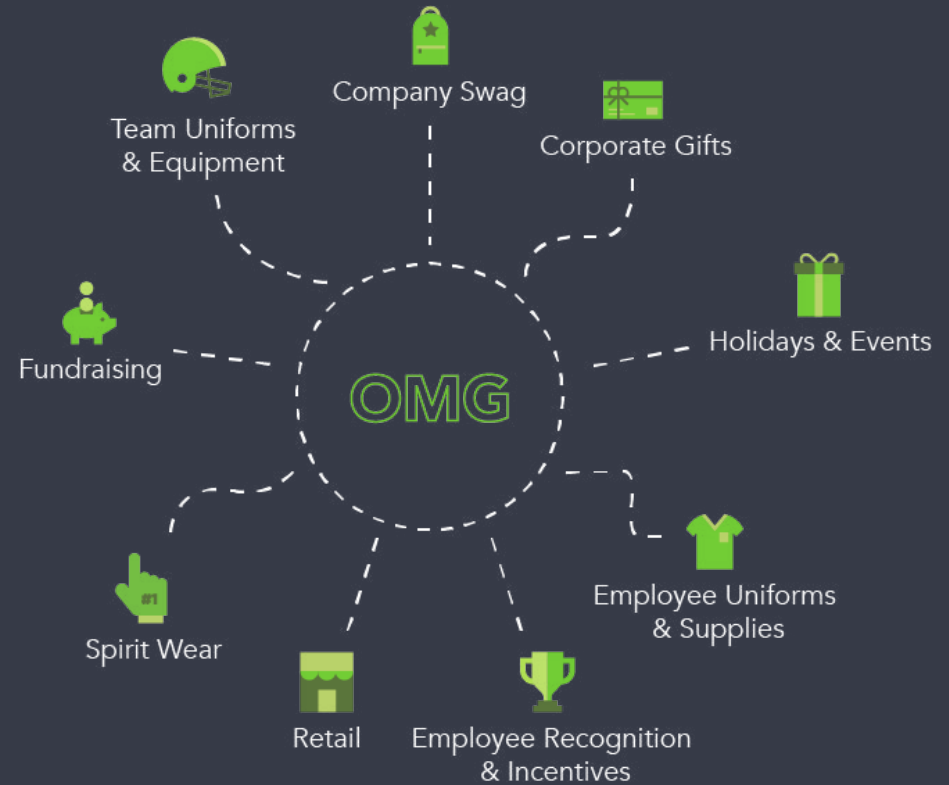 Company Swag
Team Uniforms
& Equipment
Corporate Gifts
Holidays & Events
Fundraising
OMG
#1
Employee Uniforms
& Supplies
Spirit Wear
Retail
Employee Recognition
& Incentives